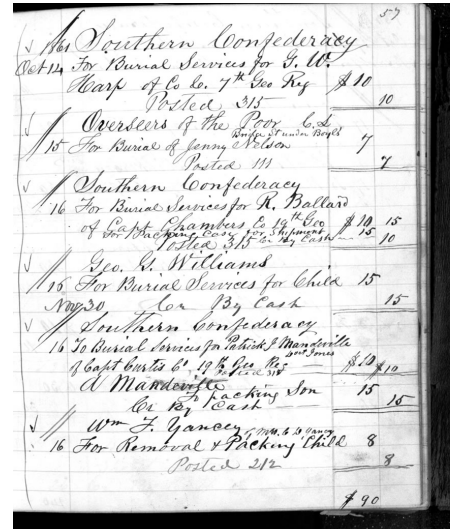 57
1861 Southern Confederacy
Oct 14 For Burial Services for G. W.
Harp of Co G. 7th Geo Reg $10
Posted 315 10
Overseers of the Poor C. S.
Bridge St under Boyd's
15 For Burial of Jenny Nelson 7
Posted 111 7
Southern Confederacy
16 For Burial Services for R. Ballard
of Capt Chambers Co 19th Geo $10 15
For Packing Case for Shipment 15
Posted 315 Cr By Cash 10
Geo. G. Williams
16 For Burial Services for Child 15
Nov 30 Cr By Cash 15
Southern Confederacy
16 To Burial Services for Patrick J Mandeville
of Capt Curtis Co 19th Geo Reg $10
Posted 315 $10
A Mandeville
To packing Son 15
Cr By Cash 15
Wm F. Yancey
16 For Removal & Packing Child 8
Posted 212 8
$90